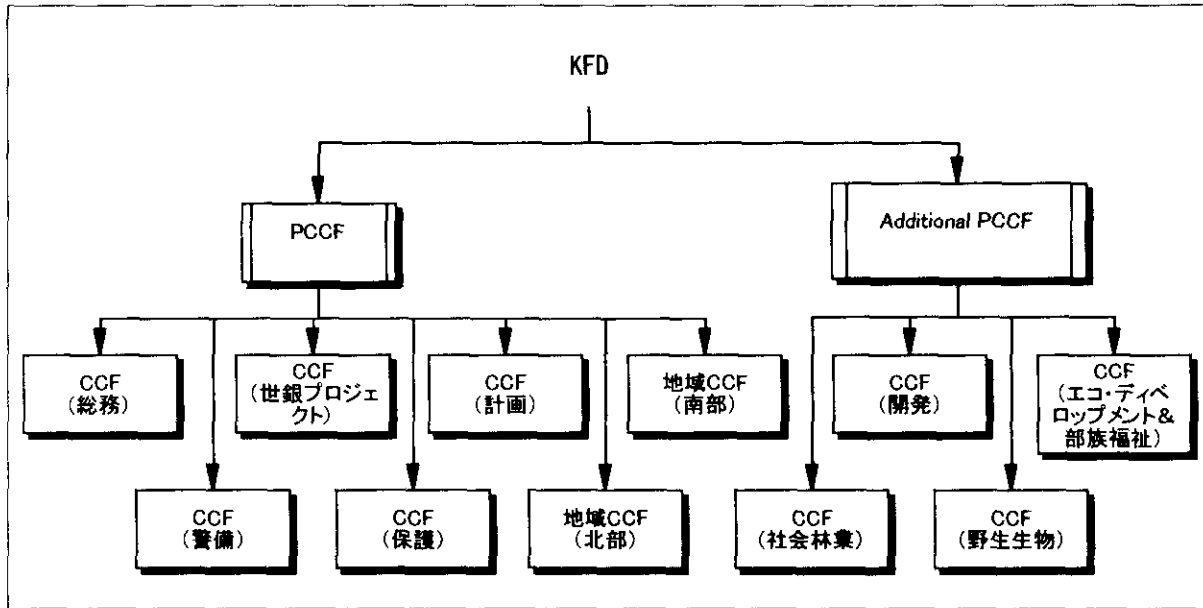 KFD
PCCF
Additional PCCF
CCF
(総務)
CCF
(世銀プロジェ
クト)
CCF
(計画)
地域CCF
(南部)
CCF
(開発)
CCF
(エコ・ディベ
ロップメント&
部族福祉)
CCF
(警備)
CCF
(保護)
地域CCF
(北部)
CCF
(社会林業)
CCF
(野生生物)